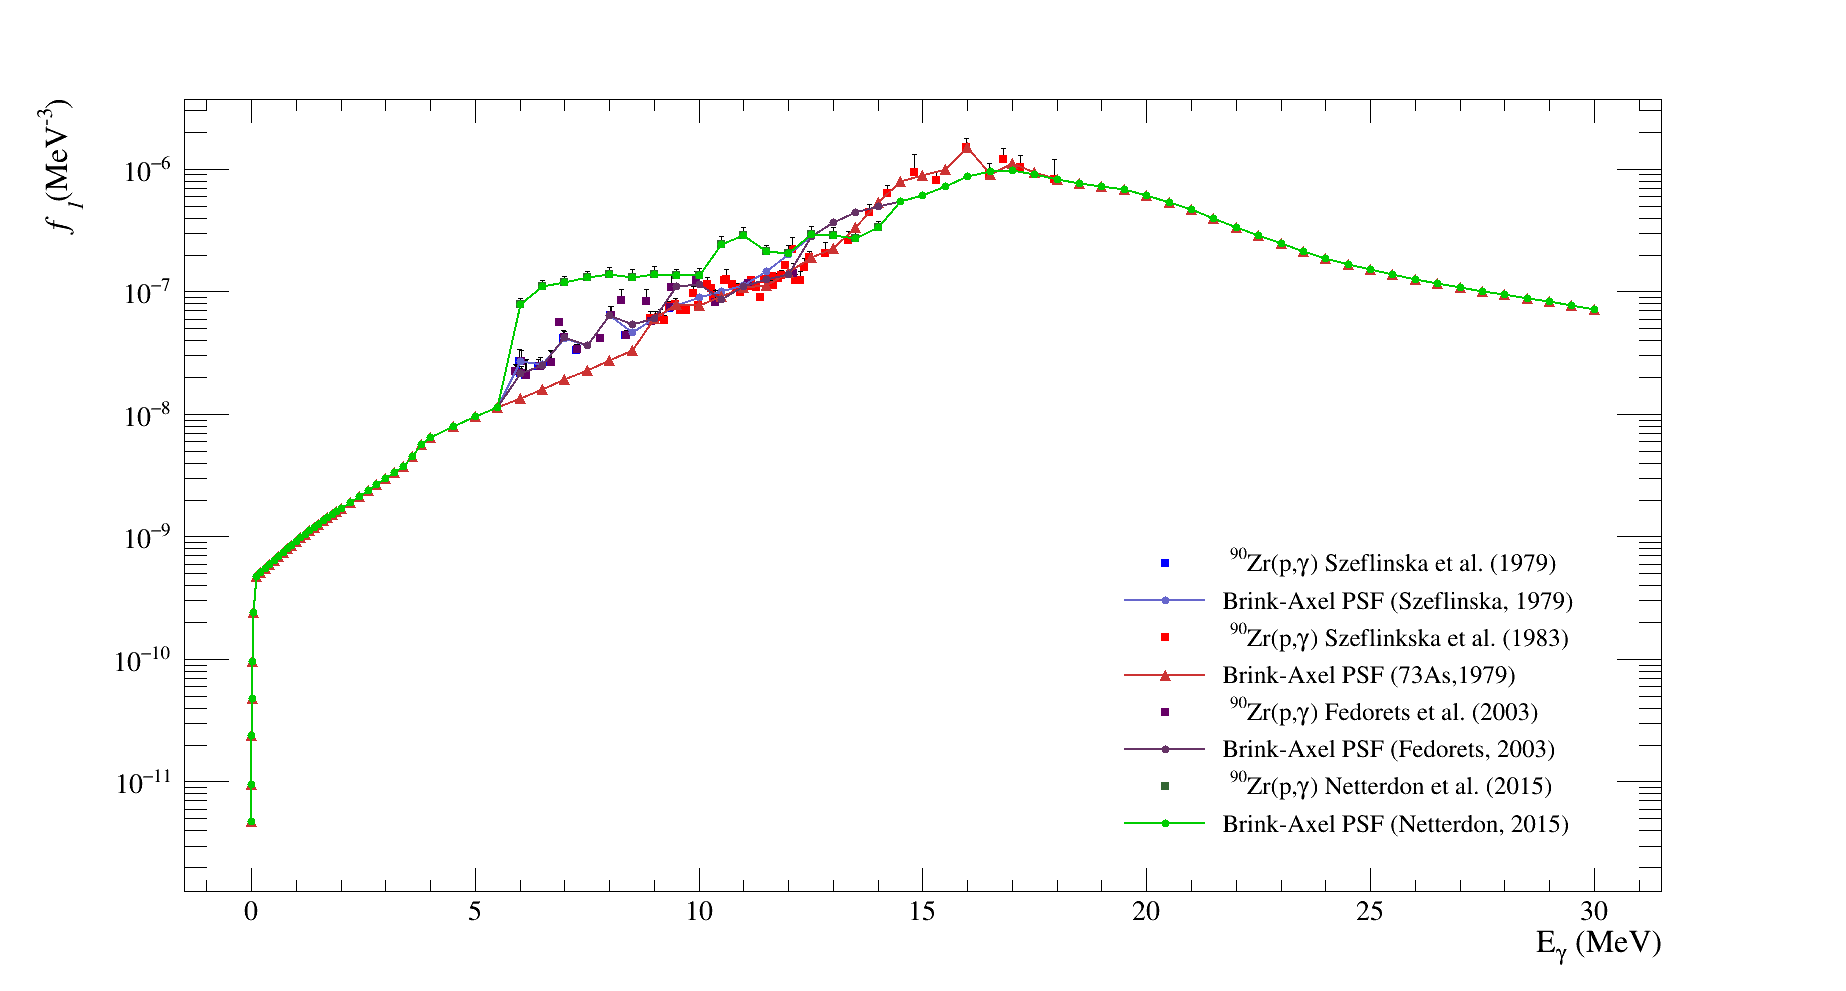 f 1(MeV-3)
10−6
10−7
10−8
10−9
10−10
10−11
90Zr(p,γ) Szeflinska et al. (1979)
Brink-Axel PSF (Szeflinska, 1979)
90Zr(p,γ) Szeflinkska et al. (1983)
Brink-Axel PSF (73As,1979)
90Zr(p,γ) Fedorets et al. (2003)
Brink-Axel PSF (Fedorets, 2003)
90Zr(p,γ) Netterdon et al. (2015)
Brink-Axel PSF (Netterdon, 2015)
0 5 10 15 20 25 30
Eγ (MeV)